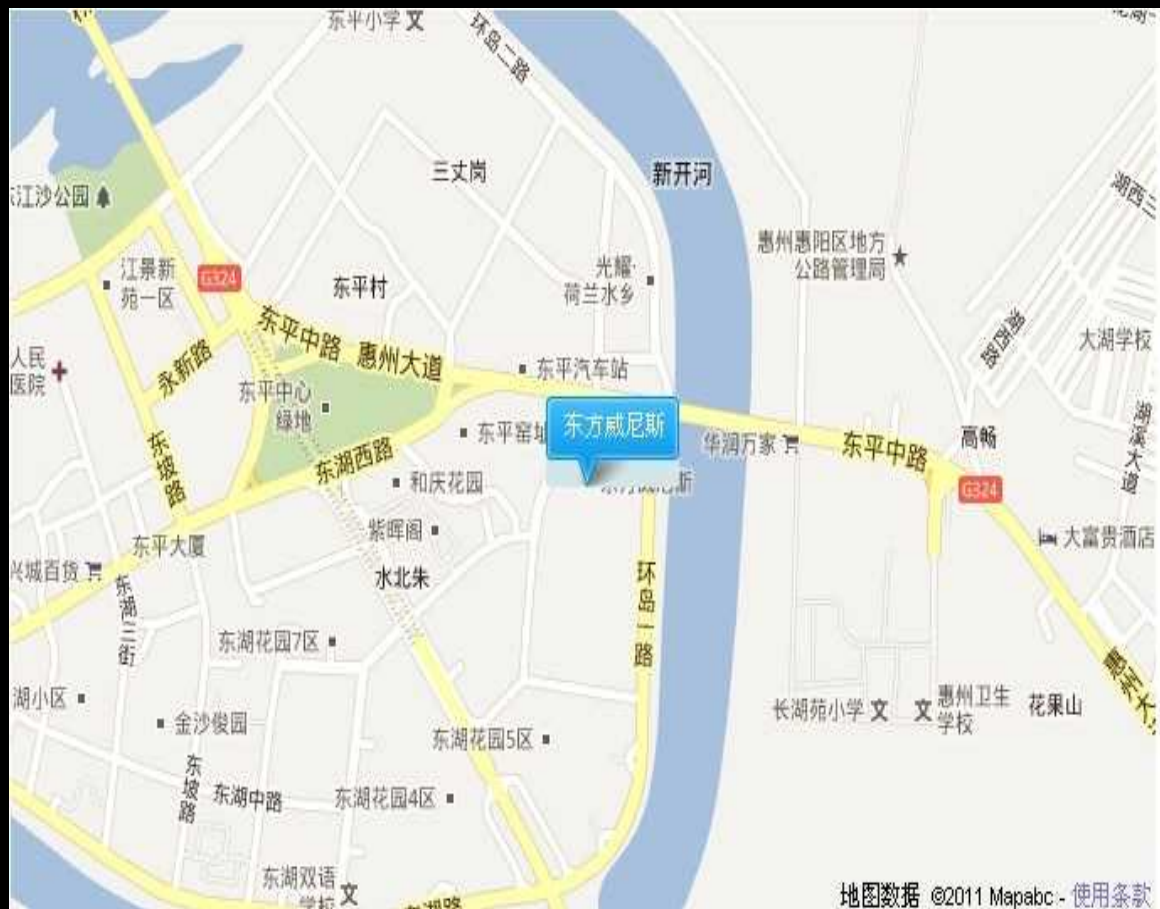 东平小学
环岛二路
三丈岗
新开河
江沙公园
惠州惠阳区地方
公路管理局
湖西三
江景新
苑一区
G324
东平村
光耀·
荷兰水乡
湖西路
大湖学校
东平中路
惠州大道
人民
医院
永新路
东平汽车站
东平中心
绿地
东方威尼斯
东平窑址
华润万家
东平中路
高畅
湖溪大道
东坡路
东湖西路
和庆花园
东方威尼斯
G324
紫晖阁
大富贵酒店
东平大厦
兴城百货
水北朱
东湖三街
环岛一路
东湖花园7区
惠州大
湖小区
金沙俊园
长湖苑小学
惠州卫生
学校
花果山
东湖花园5区
东坡路
东湖中路
东湖花园4区
东湖双语
学校
地图数据 ©2011 Mapabc - 使用条款